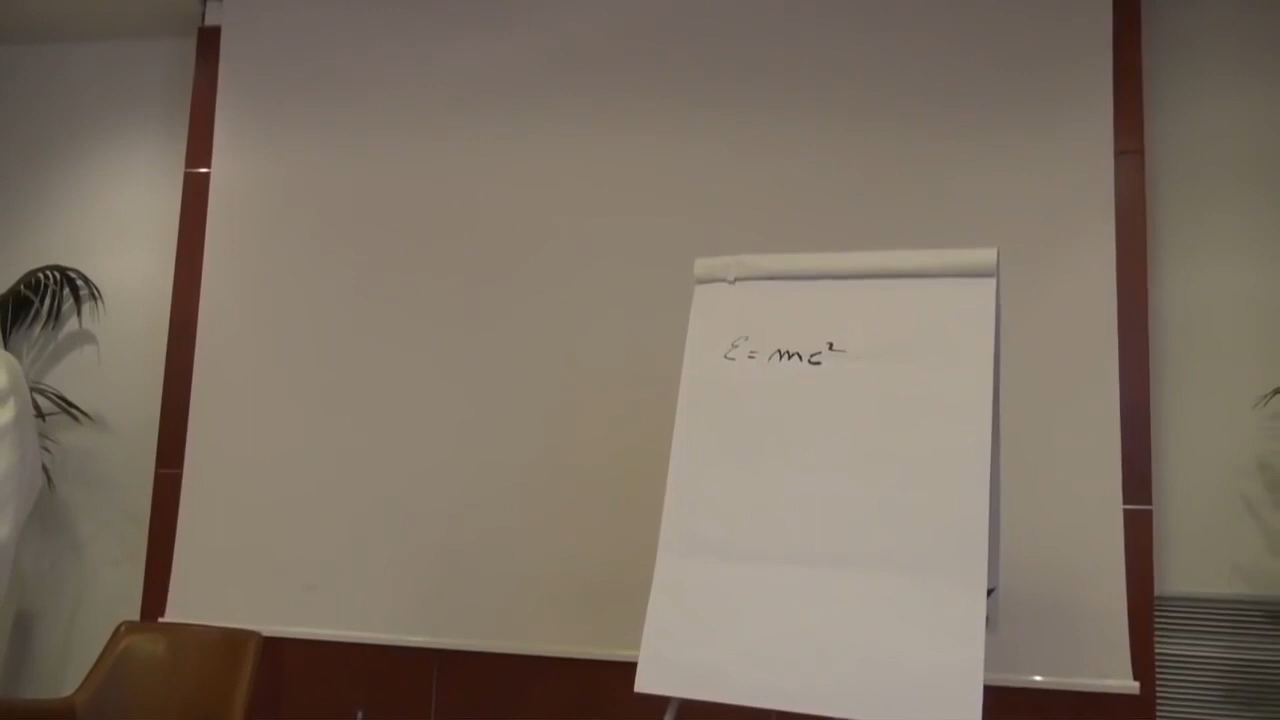 E = mc²